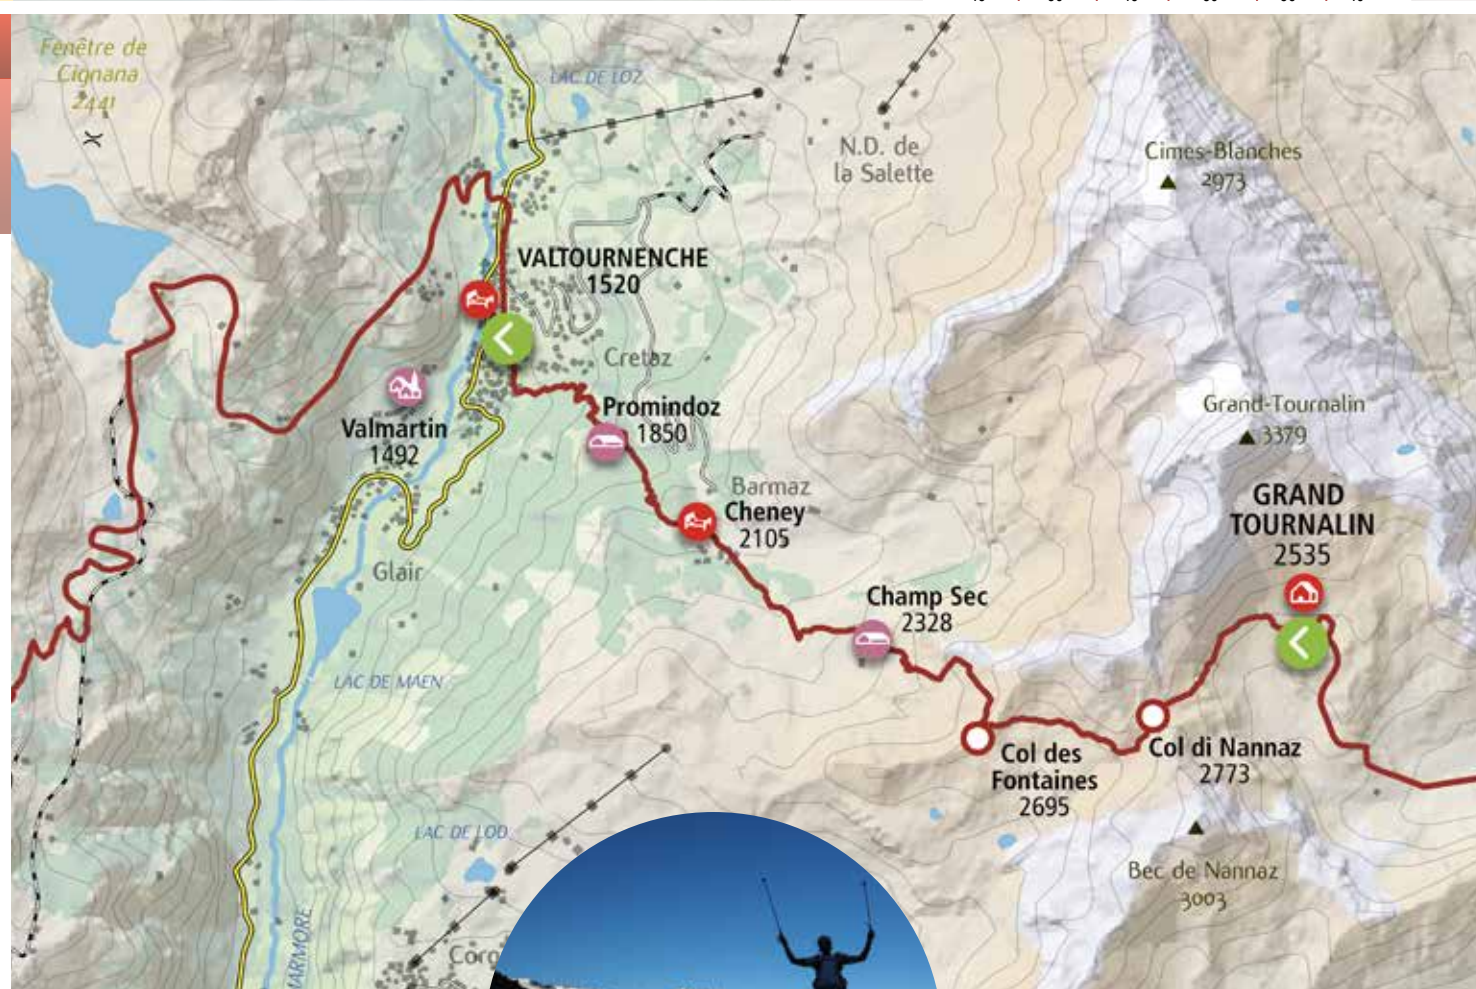 Fenêtre de
Cignana
2441
LAC DE LOZ
N.D. de
la Salette
Cimes-Blanches
2973
VALTOURNENCHE
1520
Cretaz
Promindoz
1850
Valmartin
1492
Grand-Tournalin
3379
Barmaz
Cheney
2105
GRAND
TOURNALIN
2535
Glair
Champ Sec
2328
LAC DE MAEN
Col des
Fontaines
2695
Col di Nannaz
2773
LAC DE LOD
Bec de Nannaz
3003
MARMORE